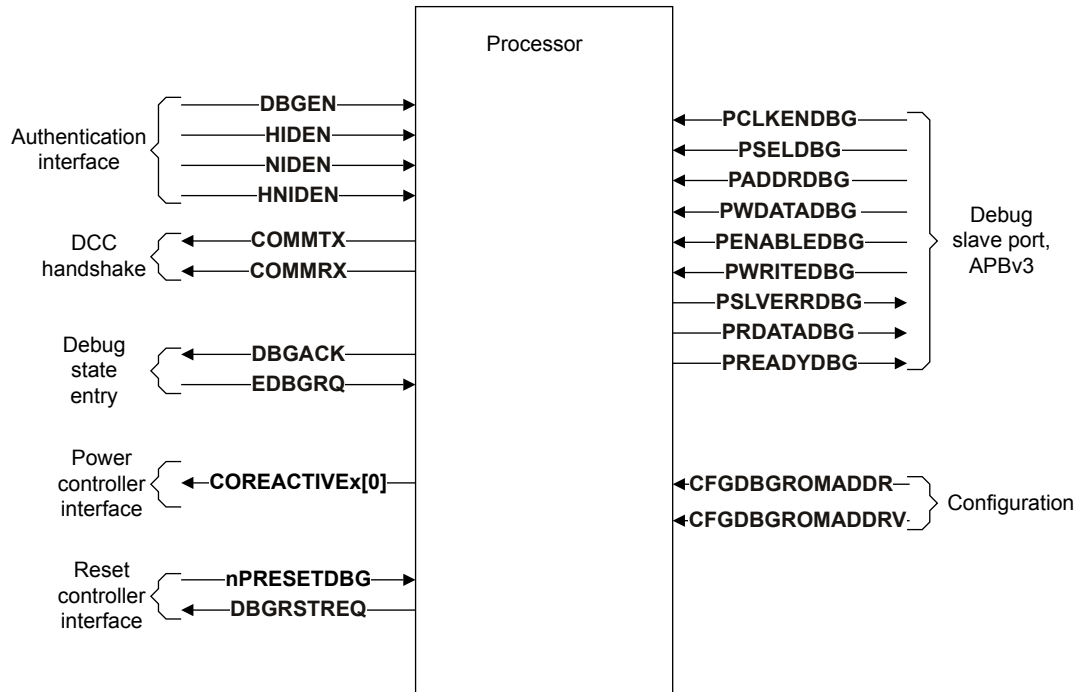 Processor
Authentication
interface
DBGEN
HIDEN
NIDEN
HNIDEN
DCC
handshake
COMMTX
COMMRX
Debug
state
entry
DBGACK
EDBGRQ
Power
controller
interface
COREACTIVEx[0]
Reset
controller
interface
nPRESETDBG
DBGRSTREQ
PCLKENDBG
PSELDBG
PADDRDBG
PWDATADBG
PENABLEDBG
PWRITEDBG
PSLVERRDBG
PRDATADBG
PREADYDBG
Debug
slave port,
APBv3
CFGDBGROMADDR
CFGDBGROMADDRV
Configuration